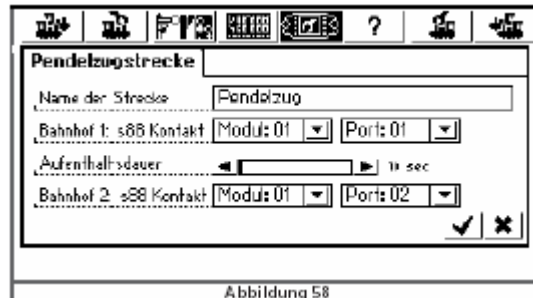 ?
Pendelzugstrecke
Name der Strecke Pendelzug
Bahnhof 1: s88 Kontakt Modul: 01 Port: 01
Aufenthaltsdauer sec
Bahnhof 2: s88 Kontakt Modul: 01 Port: 02
Abbildung 58